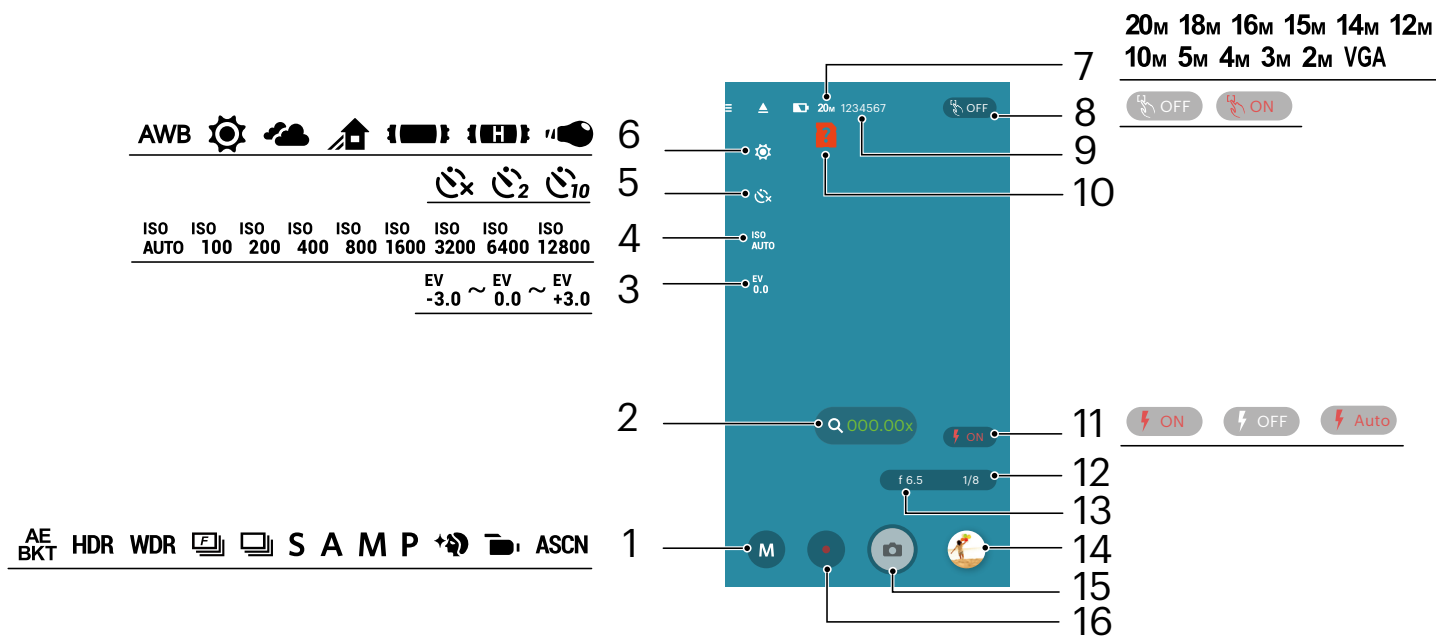 20M 18M 16M 15M 14M 12M
10M 5M 4M 3M 2M VGA
7
20M 1234567
OFF
8
OFF ON
9
10
AWB H 6
2 10 5
ISO ISO ISO ISO ISO ISO ISO ISO ISO
AUTO 100 200 400 800 1600 3200 6400 12800
4
ISO
AUTO
EV EV EV
-3.0 ~ 0.0 ~ +3.0
3
EV
0.0
2
000.00x
ON
11
ON OFF Auto
f 6.5 1/8
12
13
AE
BKT HDR WDR F S A M P ASCN
1
M
14
15
16